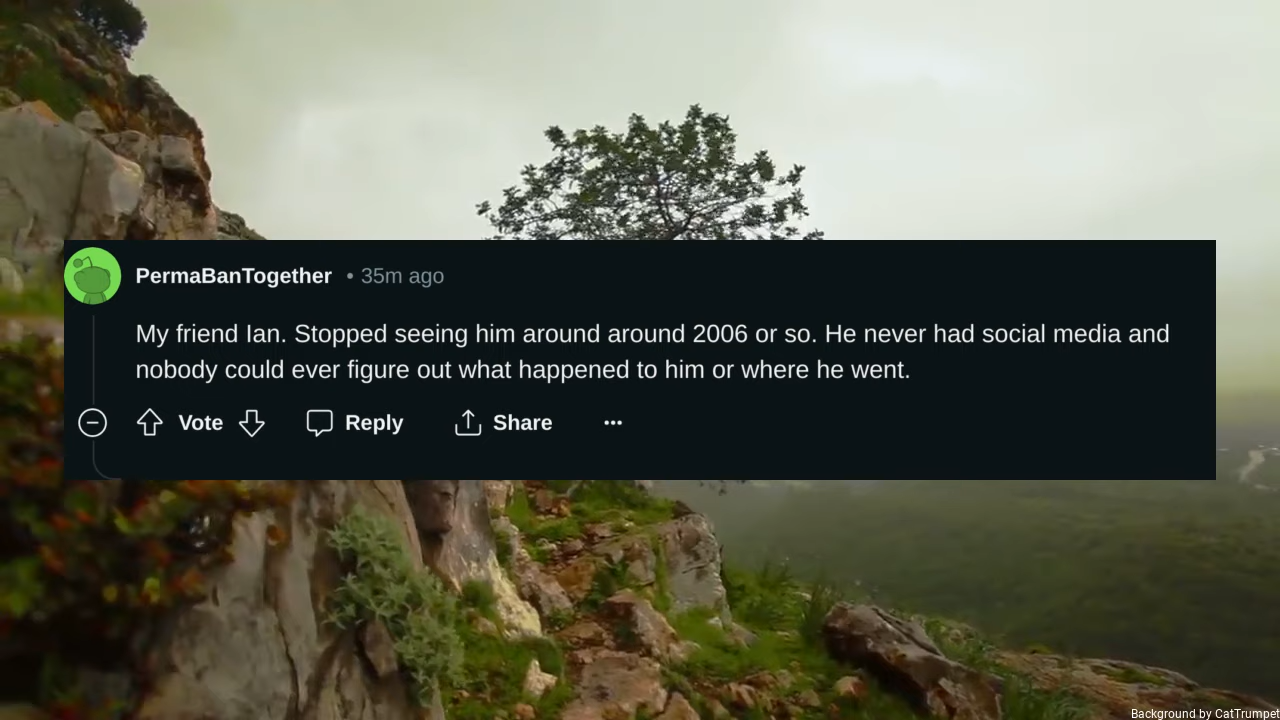 PermaBanTogether • 35m ago
My friend Ian. Stopped seeing him around around 2006 or so. He never had social media and
nobody could ever figure out what happened to him or where he went.
Vote Reply Share ...
Background by CatTrumpet